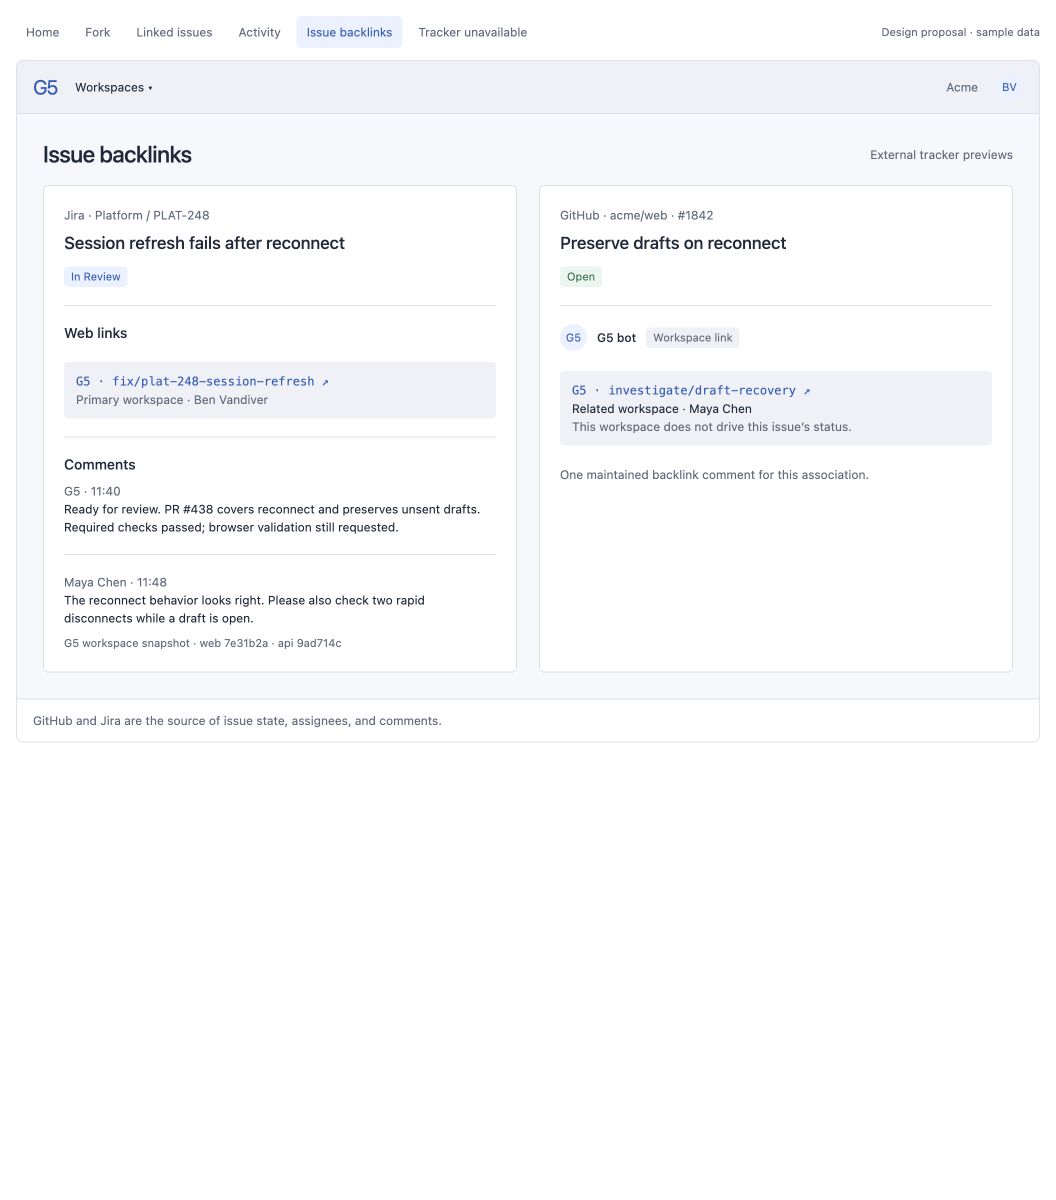 Home Fork Linked issues Activity Issue backlinks Tracker unavailable Design proposal · sample data
G5 Workspaces ▾ Acme BV
Issue backlinks
External tracker previews
Jira · Platform / PLAT-248
Session refresh fails after reconnect
In Review
Web links
G5 · fix/plat-248-session-refresh ↗
Primary workspace · Ben Vandiver
Comments
G5 · 11:40
Ready for review. PR #438 covers reconnect and preserves unsent drafts.
Required checks passed; browser validation still requested.
Maya Chen · 11:48
The reconnect behavior looks right. Please also check two rapid
disconnects while a draft is open.
G5 workspace snapshot · web 7e31b2a · api 9ad714c
GitHub · acme/web · #1842
Preserve drafts on reconnect
Open
G5 G5 bot Workspace link
G5 · investigate/draft-recovery ↗
Related workspace · Maya Chen
This workspace does not drive this issue's status.
One maintained backlink comment for this association.
GitHub and Jira are the source of issue state, assignees, and comments.